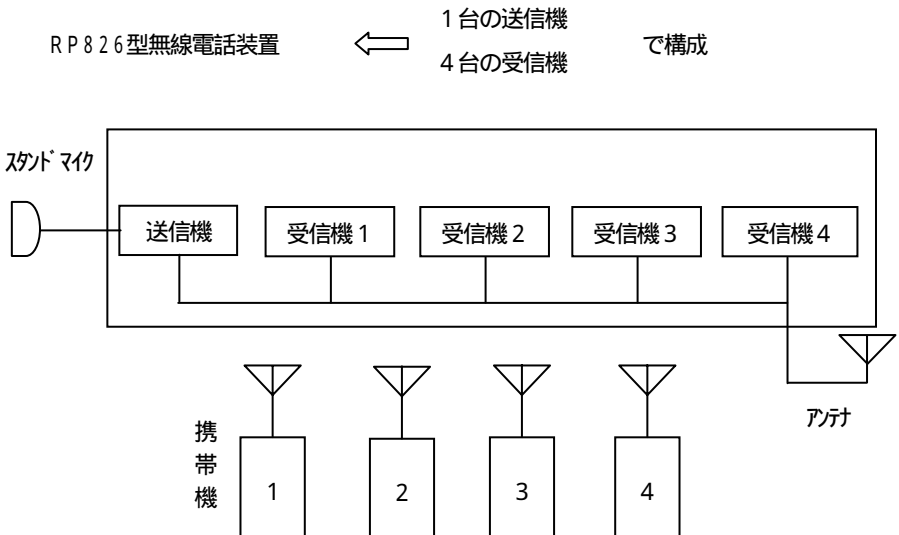 1台の送信機
RP826型無線電話装置 ⇐ で構成
4台の受信機
スタンドマイク
送信機 受信機1 受信機2 受信機3 受信機4
アンテナ
携帯機
1 2 3 4